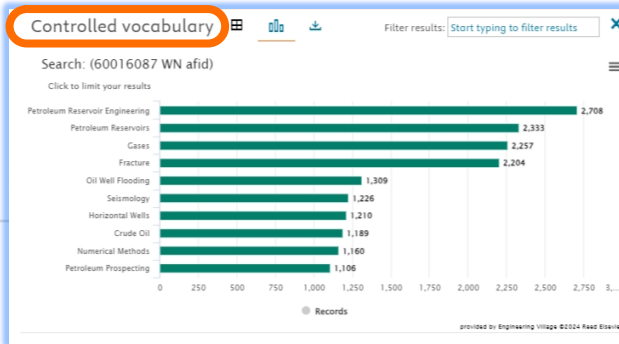 Controlled vocabulary
Filter results: Start typing to filter results
Search: (60016087 WN afid)
Click to limit your results
Petroleum Reservoir Engineering 2,708
Petroleum Reservoirs 2,333
Gases 2,257
Fracture 2,204
Oil Well Flooding 1,309
Seismology 1,226
Horizontal Wells 1,210
Crude Oil 1,189
Numerical Methods 1,160
Petroleum Prospecting 1,106
0 250 500 750 1,000 1,250 1,500 1,750 2,000 2,250 2,500 2,750 3,...
Records
provided by Engineering Village ©2024 Reed Elsevie